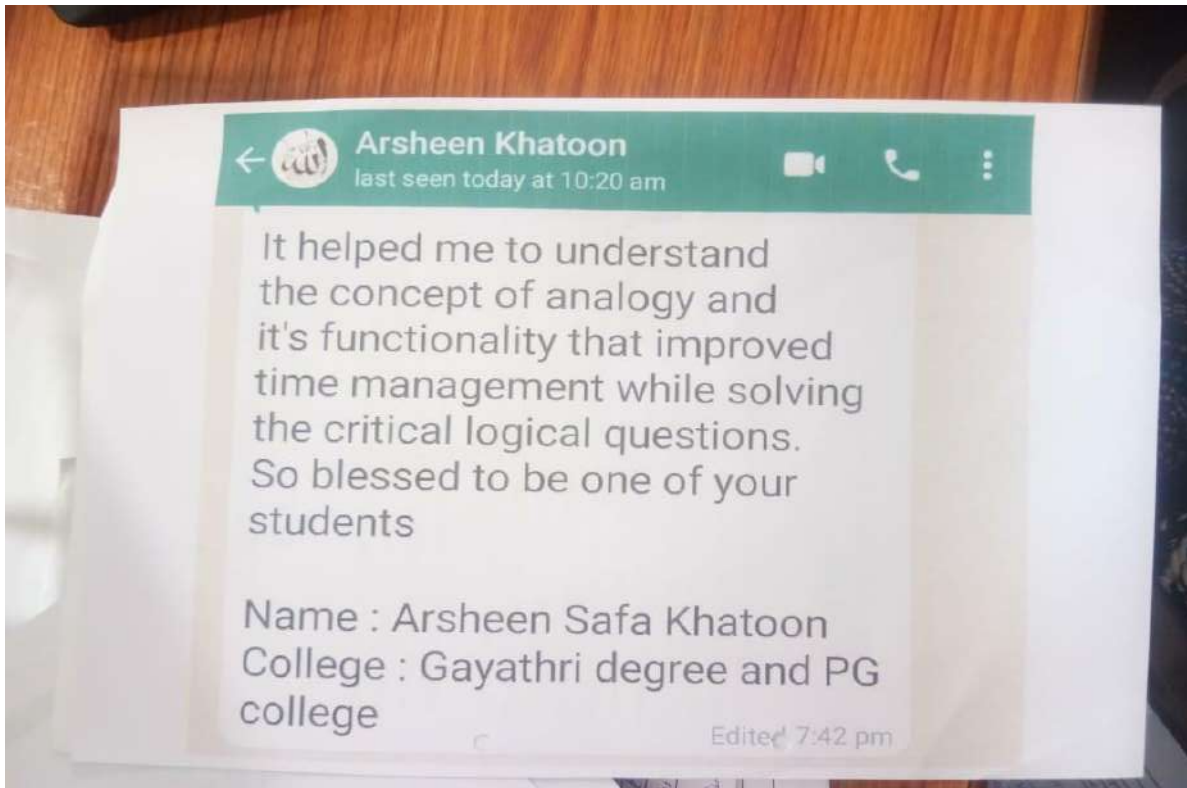 Arsheen Khatoon
last seen today at 10:20 am
It helped me to understand
the concept of analogy and
it's functionality that improved
time management while solving
the critical logical questions.
So blessed to be one of your
students
Name : Arsheen Safa Khatoon
College : Gayathri degree and PG
college
Edited 7:42 pm